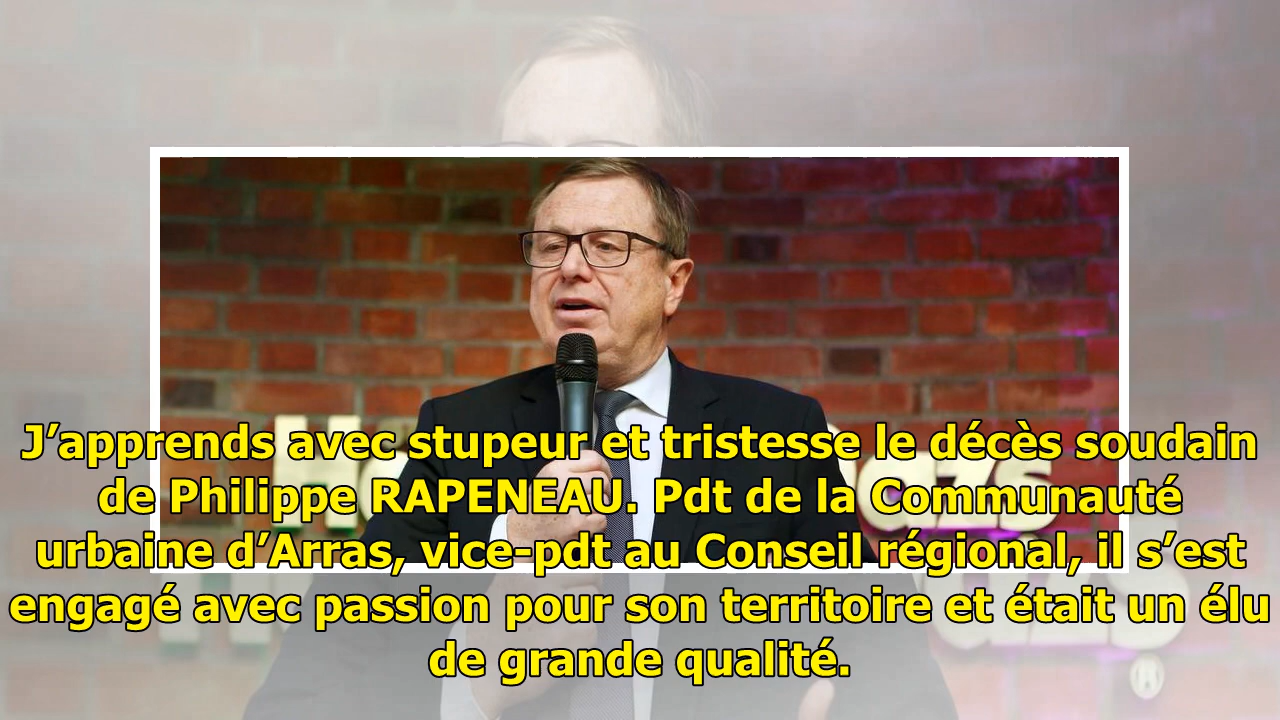 J’apprends avec stupeur et tristesse le décès soudain
de Philippe RAPENEAU. Pdt de la Communauté
urbaine d’Arras, vice-pdt au Conseil régional, il s’est
engagé avec passion pour son territoire et était un élu
de grande qualité.